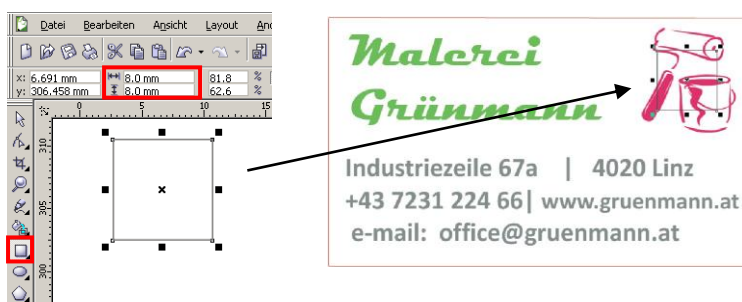 Datei Bearbeiten Ansicht Layout
x: 6.691 mm 8.0 mm 81.8 %
y: 306.458 mm 8.0 mm 62.6 %
0 5 10 15
310
305
300
Malerei
Grünmann
Industriezeile 67a | 4020 Linz
+43 7231 224 66| www.gruenmann.at
e-mail: office@gruenmann.at